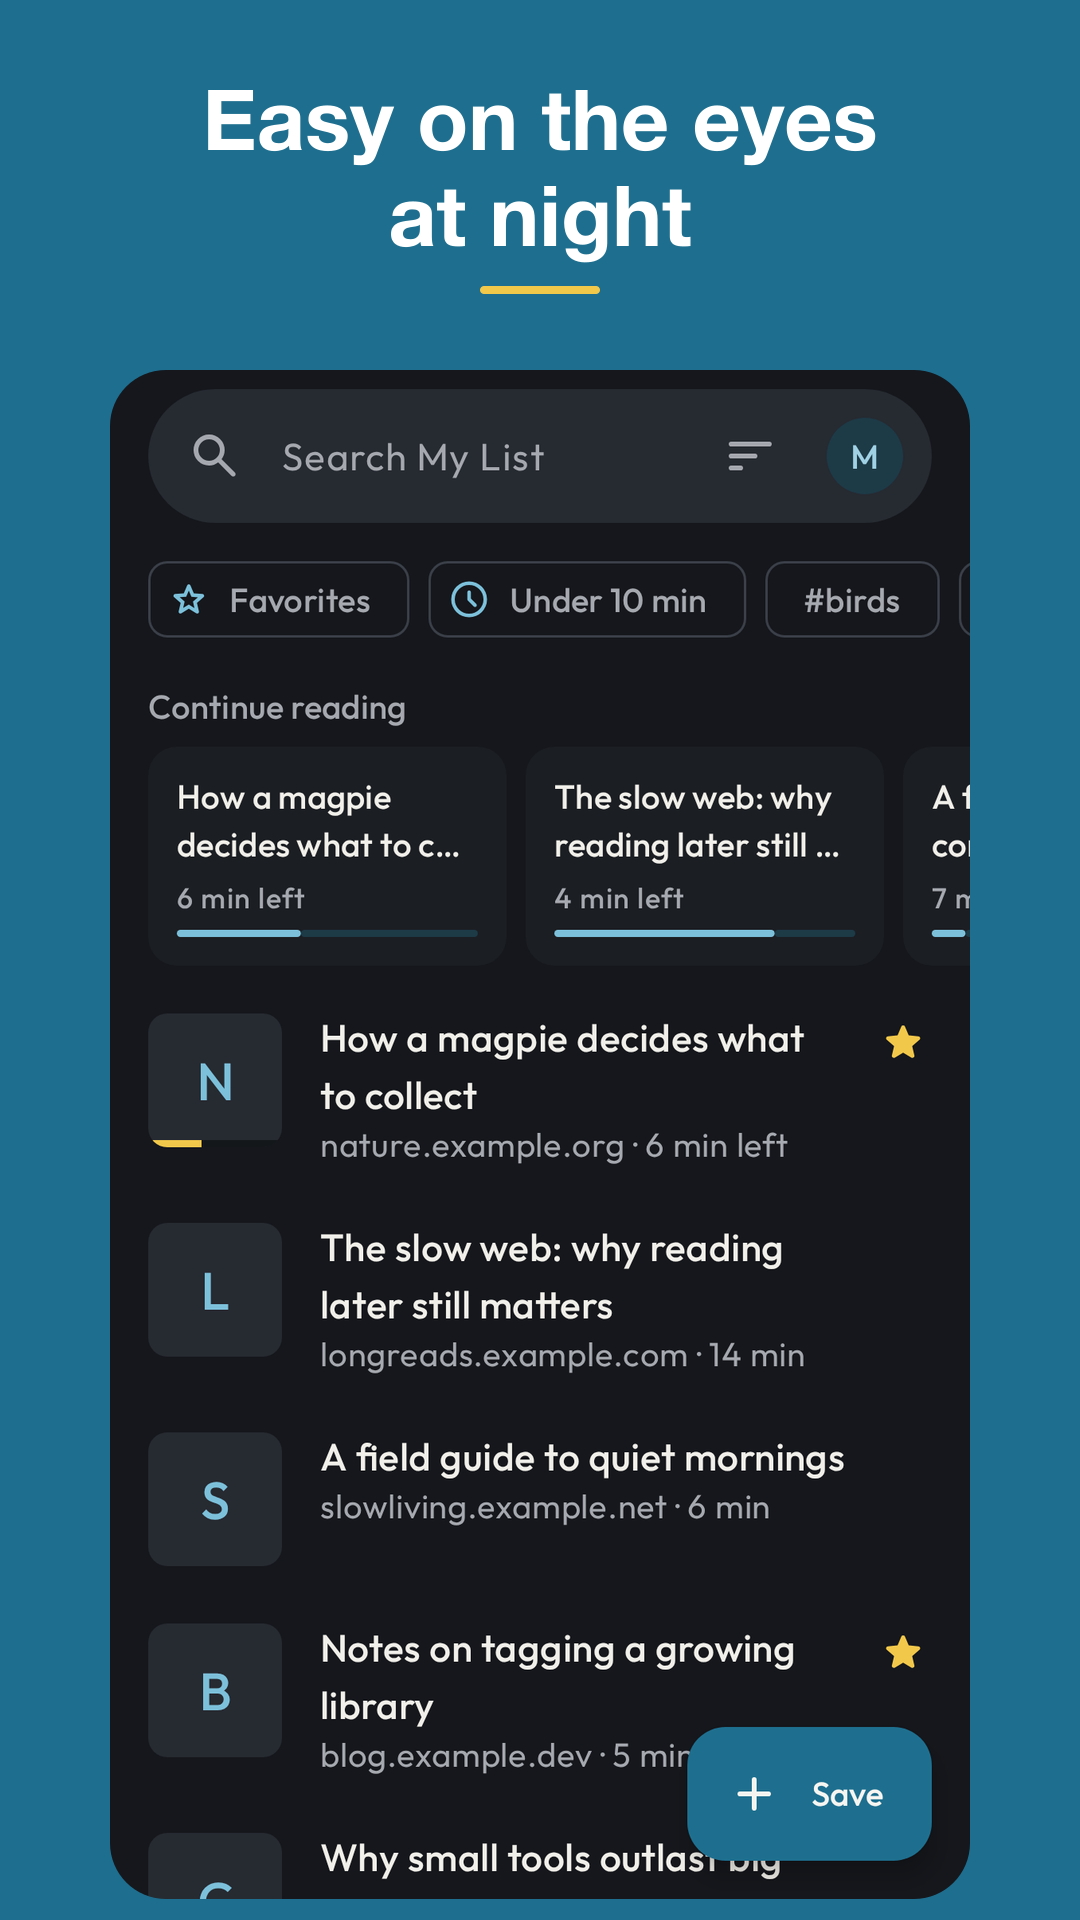 Easy on the eyes
at night
Search My List
M
Favorites
Under 10 min
#birds
Continue reading
How a magpie
decides what to c...
6 min left
The slow web: why
reading later still ...
4 min left
A
7
N
How a magpie decides what
to collect
nature.example.org · 6 min left
L
The slow web: why reading
later still matters
longreads.example.com · 14 min
S
A field guide to quiet mornings
slowliving.example.net · 6 min
B
Notes on tagging a growing
library
blog.example.dev · 5 min
Save
Why small tools outlast big